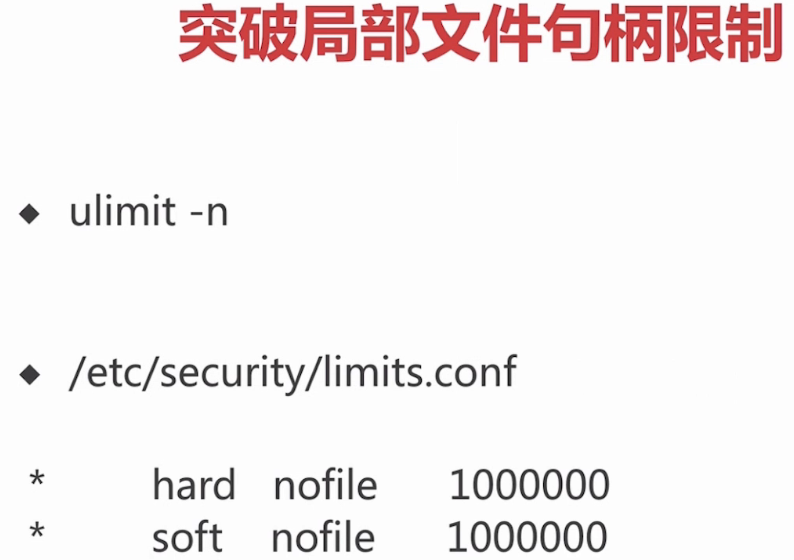 突破局部文件句柄限制
◆ ulimit -n
◆ /etc/security/limits.conf
* hard nofile 1000000
* soft nofile 1000000